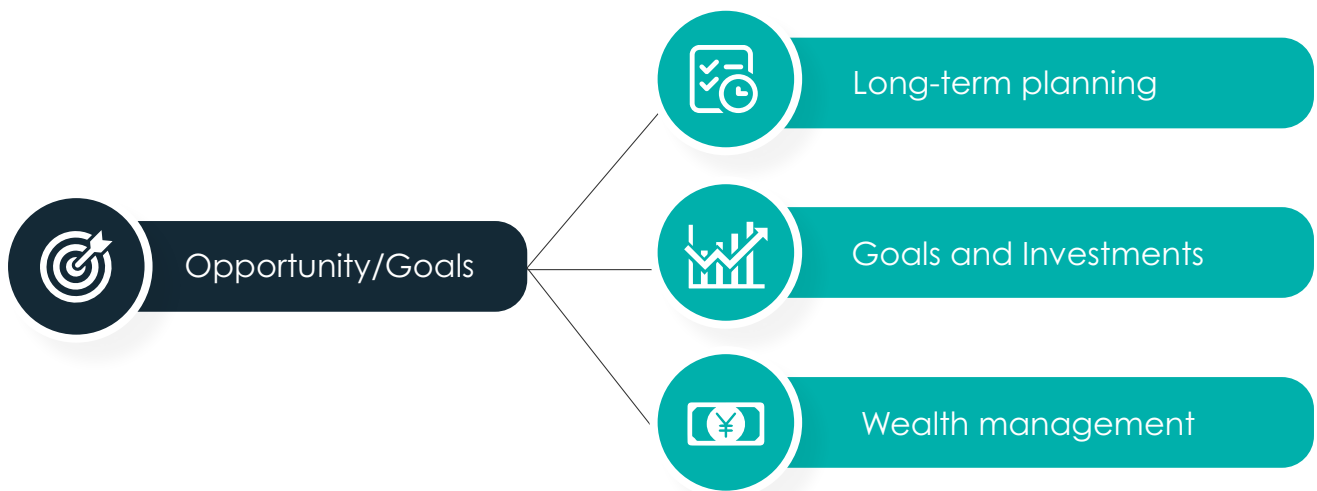 Long-term planning
Opportunity/Goals
Goals and Investments
¥
Wealth management